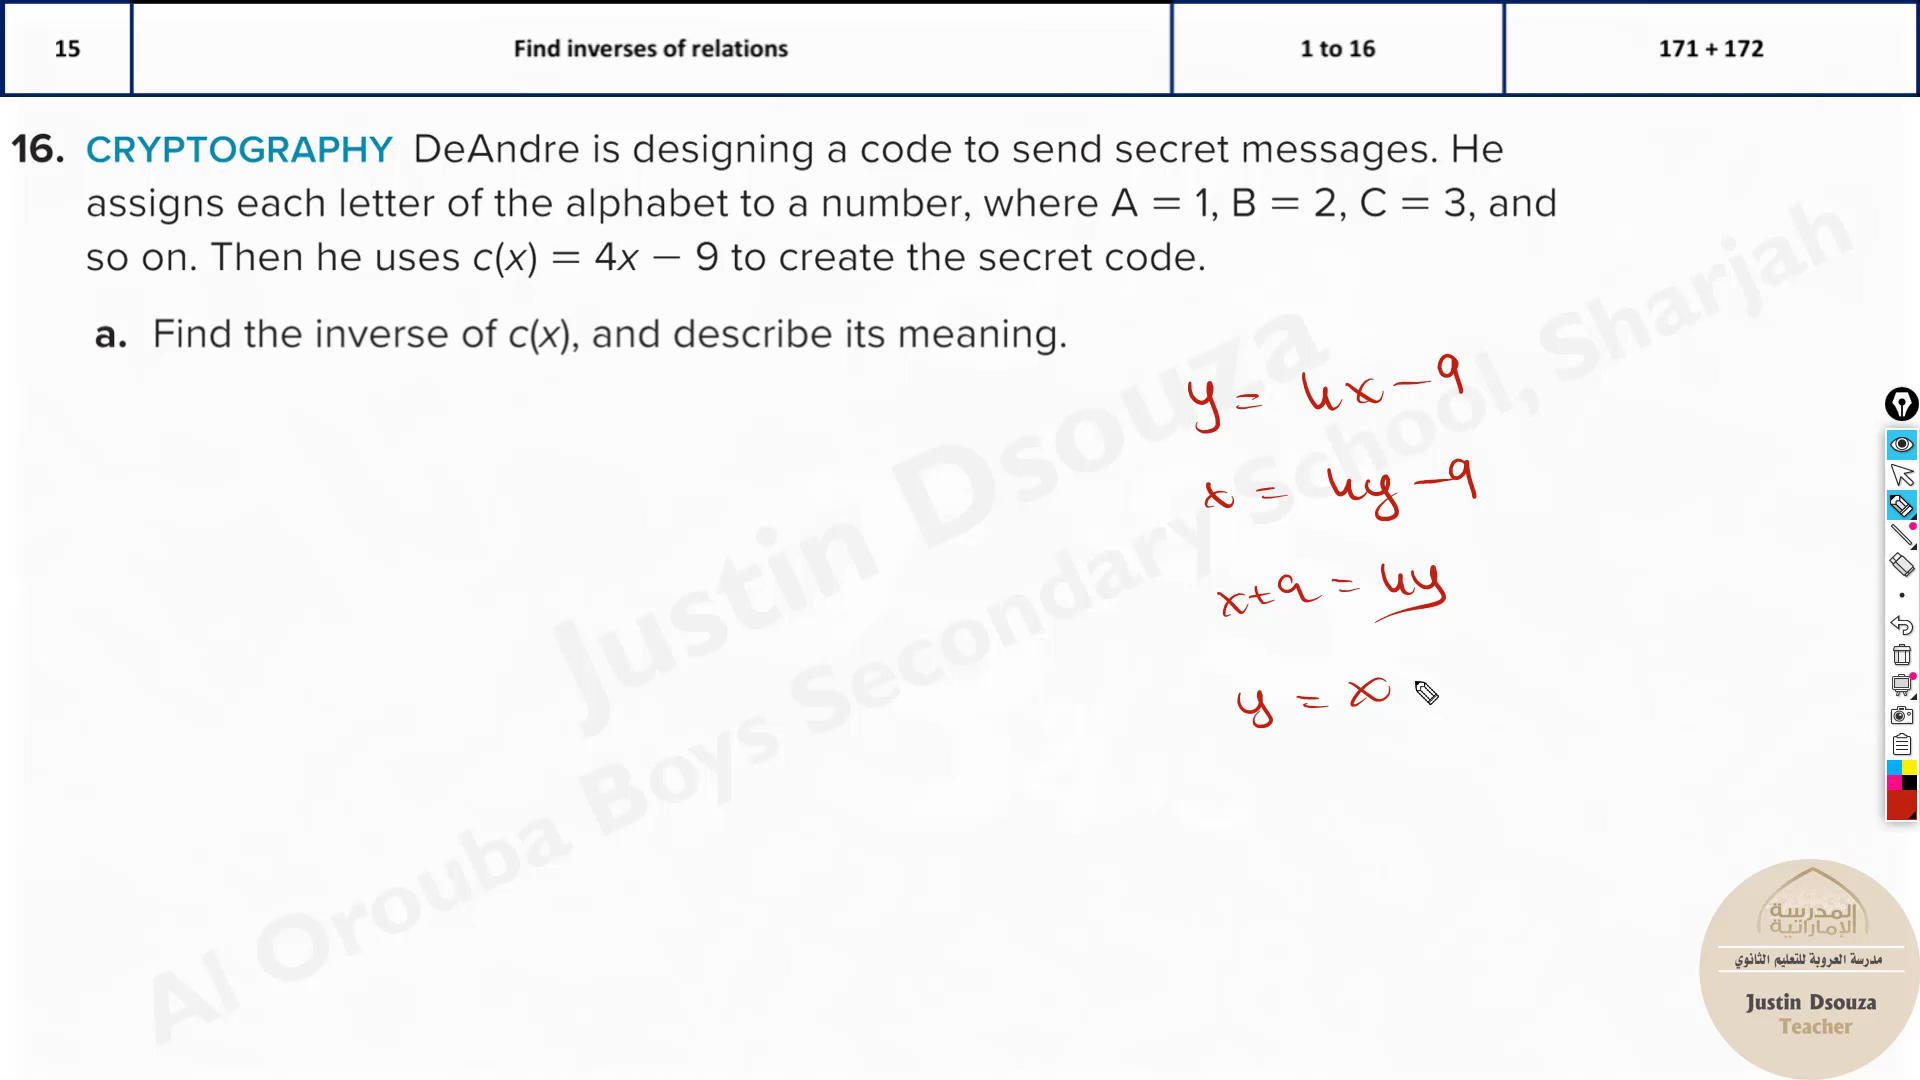 15 Find inverses of relations 1 to 16 171 + 172
16. CRYPTOGRAPHY DeAndre is designing a code to send secret messages. He
assigns each letter of the alphabet to a number, where A = 1, B = 2, C = 3, and
so on. Then he uses c(x) = 4x − 9 to create the secret code.
a. Find the inverse of c(x), and describe its meaning.
y = 4x − 9
x = 4y − 9
x + 9 = 4y
y = x
Justin Dsouza
Al Orouba Boys Secondary School, Sharjah
المدرسة
الإماراتية
مدرسة العروبة للتعليم الثانوي
Justin Dsouza
Teacher